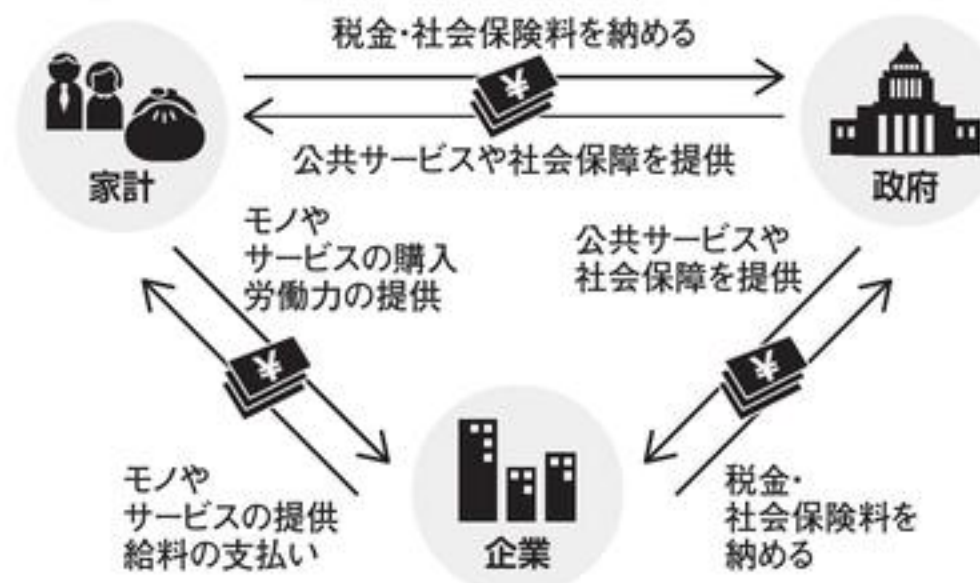 税金・社会保険料を納める
公共サービスや社会保障を提供
家計
政府
モノや
サービスの購入
労働力の提供
公共サービスや
社会保障を提供
モノや
サービスの提供
給料の支払い
企業
税金・
社会保険料を
納める